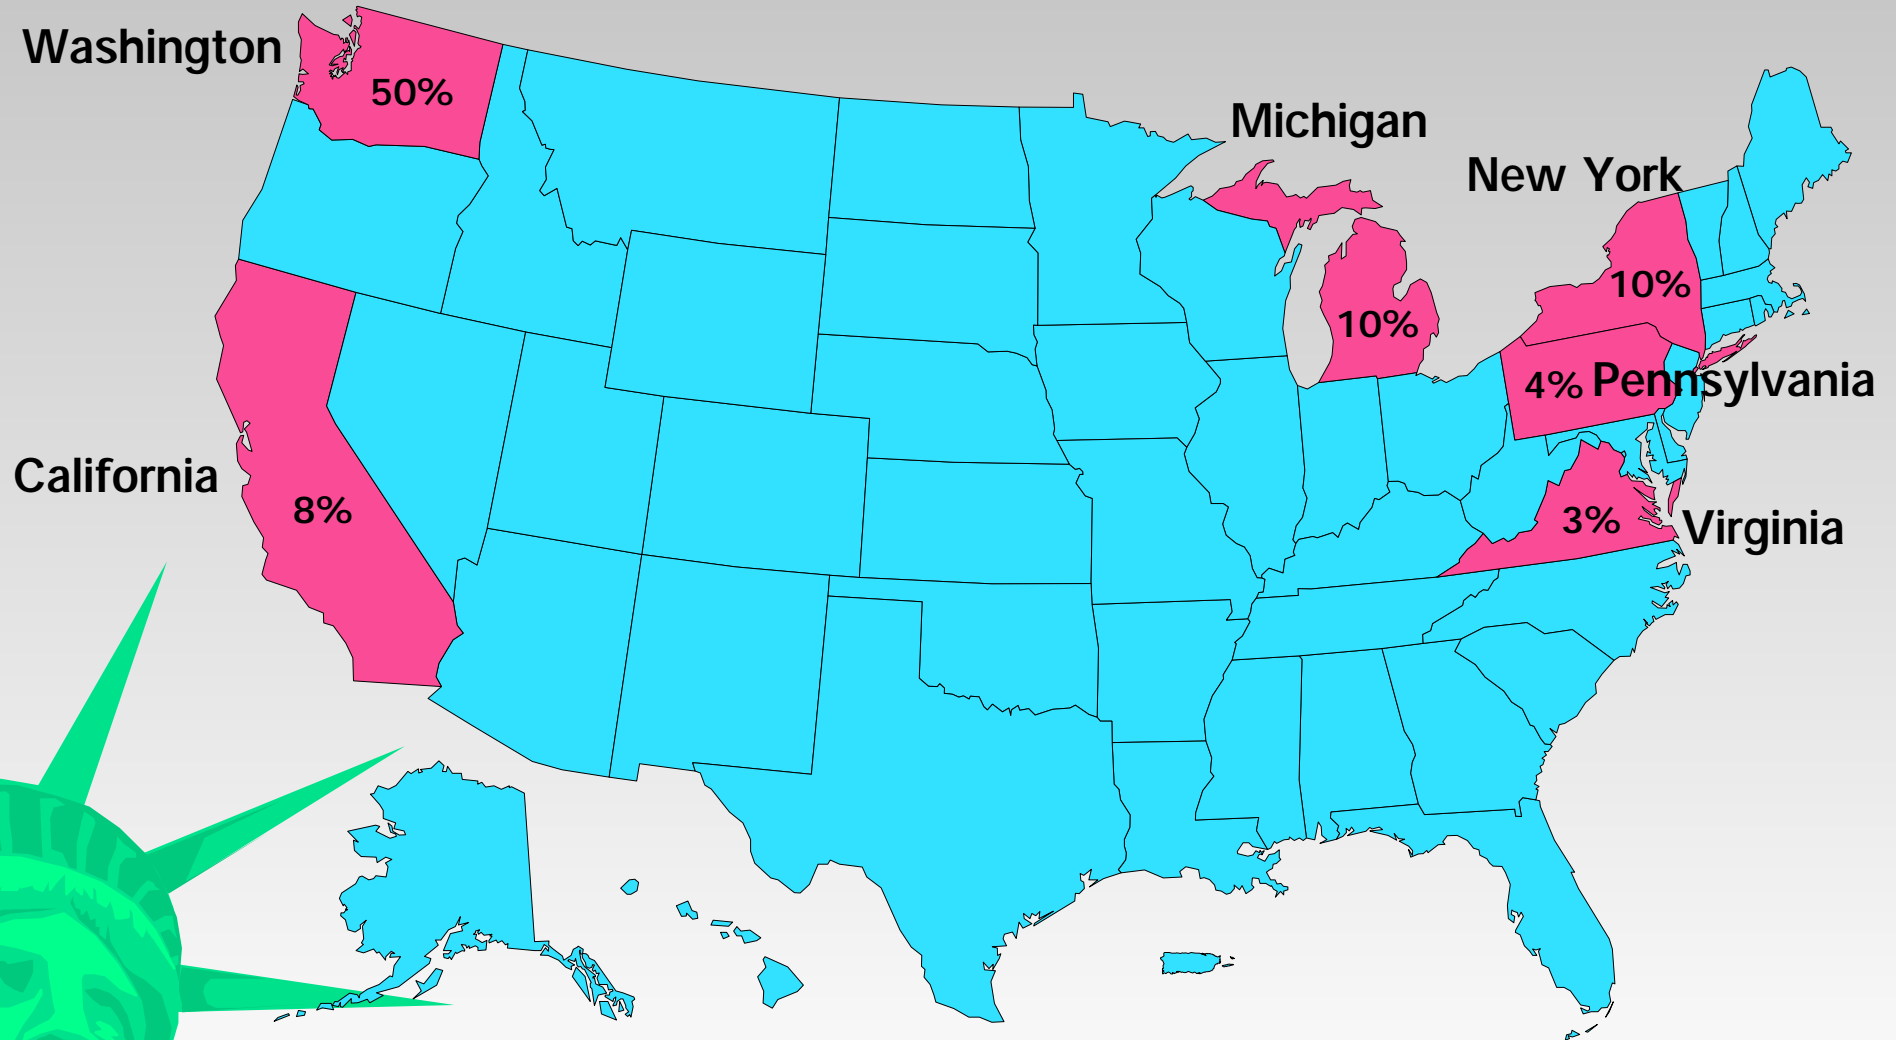 Washington
50%
Michigan
New York
10%
10%
4% Pennsylvania
California
8%
3%
Virginia